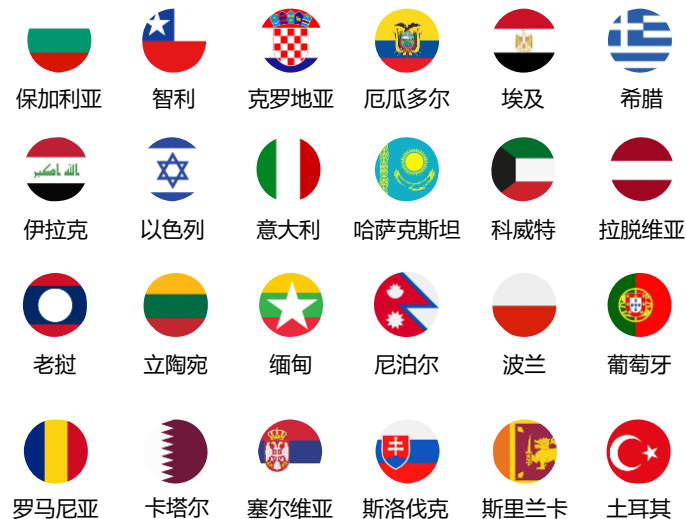 保加利亚 智利 克罗地亚 厄瓜多尔 埃及 希腊
الله اكبر
伊拉克 以色列 意大利 哈萨克斯坦 科威特 拉脱维亚
老挝 立陶宛 缅甸 尼泊尔 波兰 葡萄牙
罗马尼亚 卡塔尔 塞尔维亚 斯洛伐克 斯里兰卡 土耳其